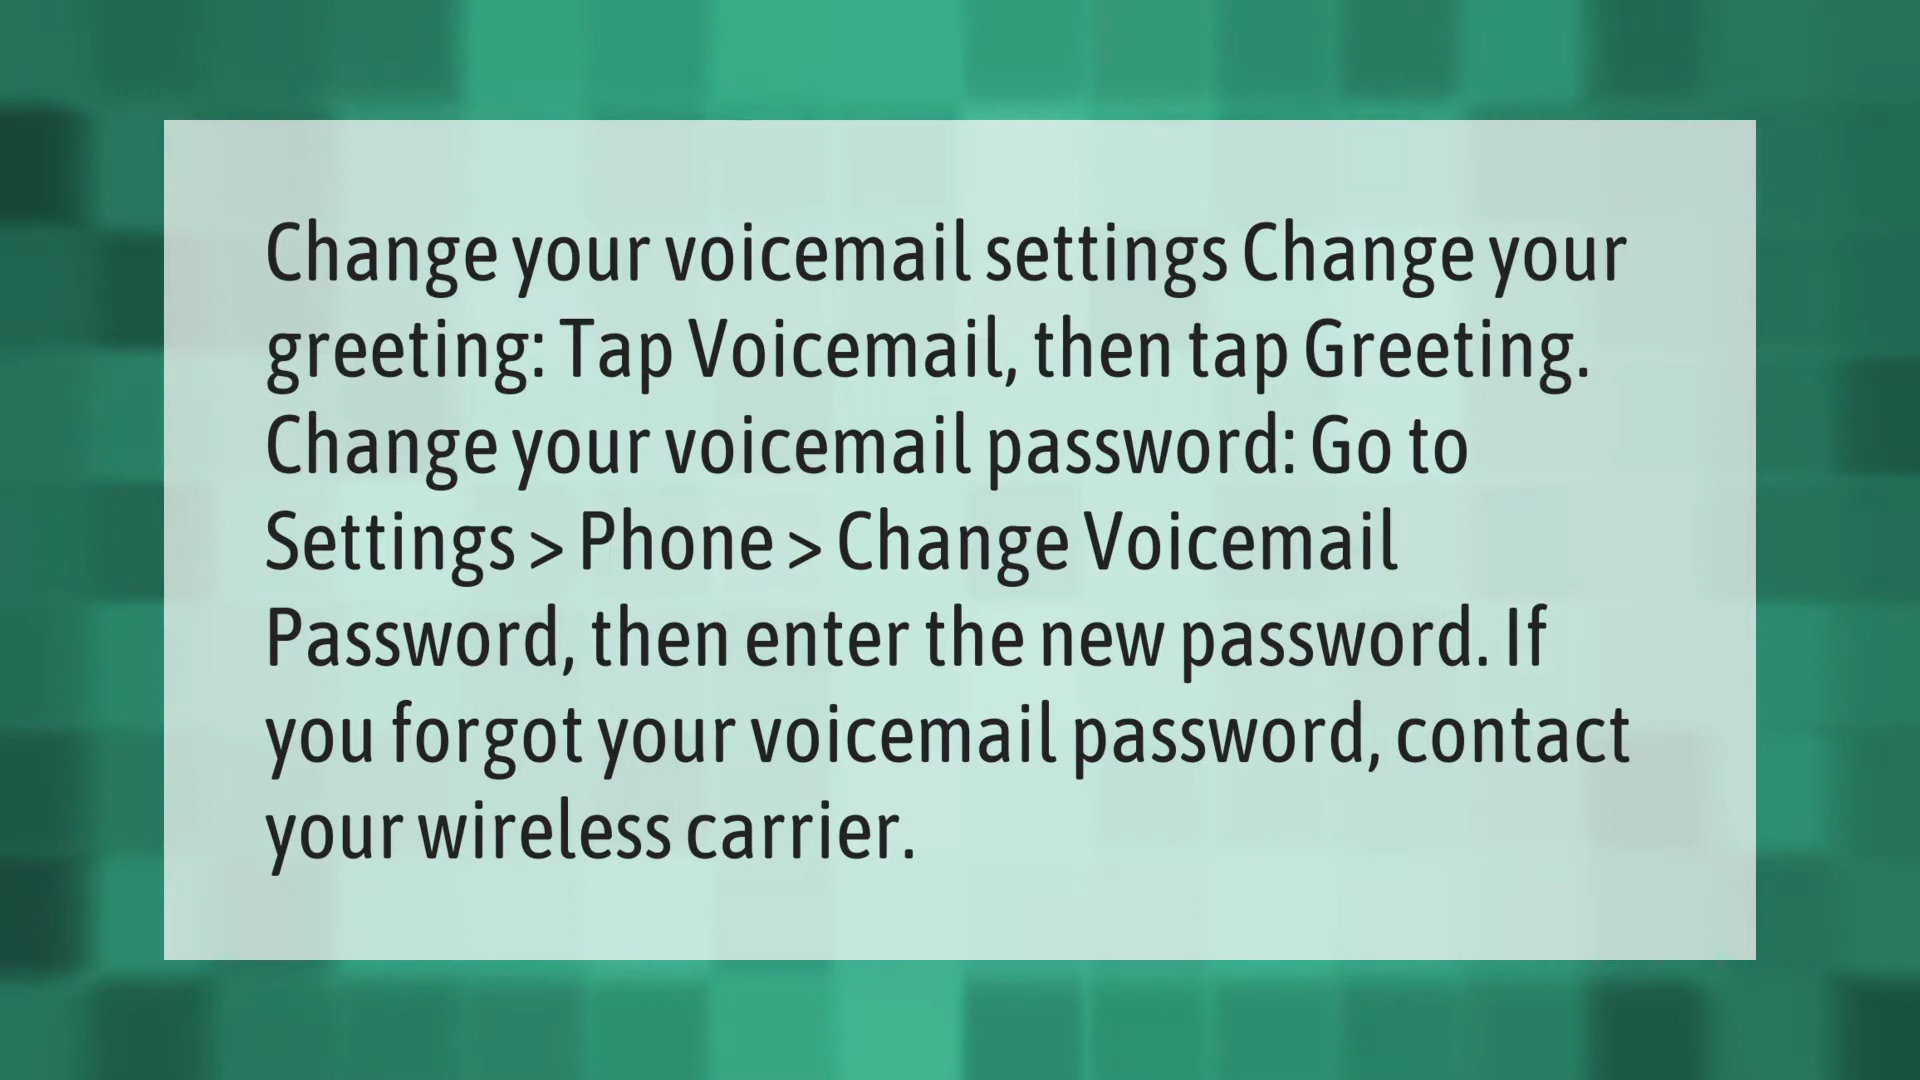 Change your voicemail settings Change your
greeting: Tap Voicemail, then tap Greeting.
Change your voicemail password: Go to
Settings > Phone > Change Voicemail
Password, then enter the new password. If
you forgot your voicemail password, contact
your wireless carrier.